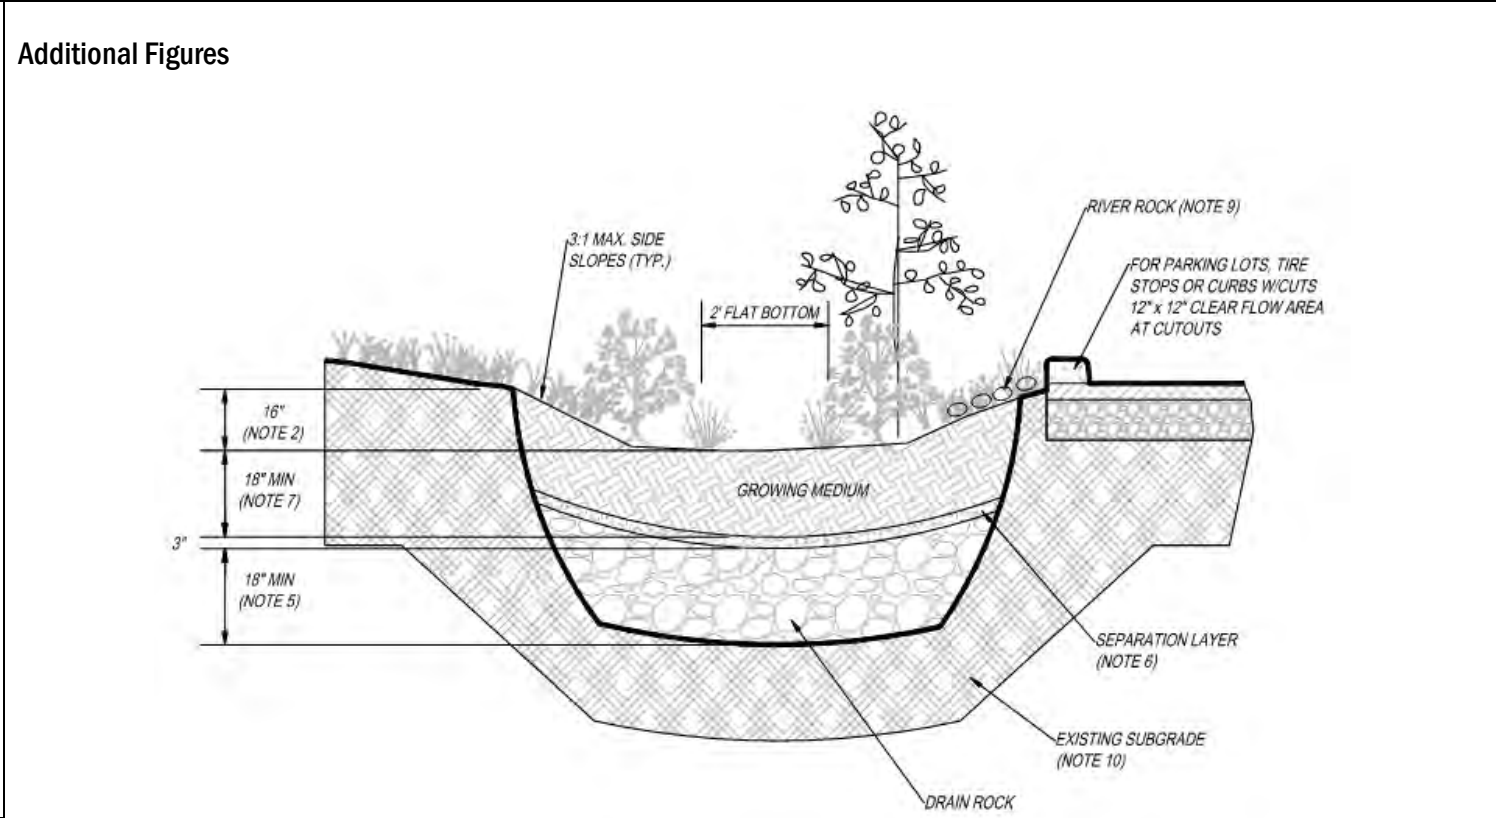 Additional Figures
RIVER ROCK (NOTE 9)
3:1 MAX. SIDE
SLOPES (TYP.)
FOR PARKING LOTS, TIRE
STOPS OR CURBS W/CUTS
12" x 12" CLEAR FLOW AREA
AT CUTOUTS
2' FLAT BOTTOM
16"
(NOTE 2)
18" MIN
(NOTE 7)
GROWING MEDIUM
3"
18" MIN
(NOTE 5)
SEPARATION LAYER
(NOTE 6)
EXISTING SUBGRADE
(NOTE 10)
DRAIN ROCK